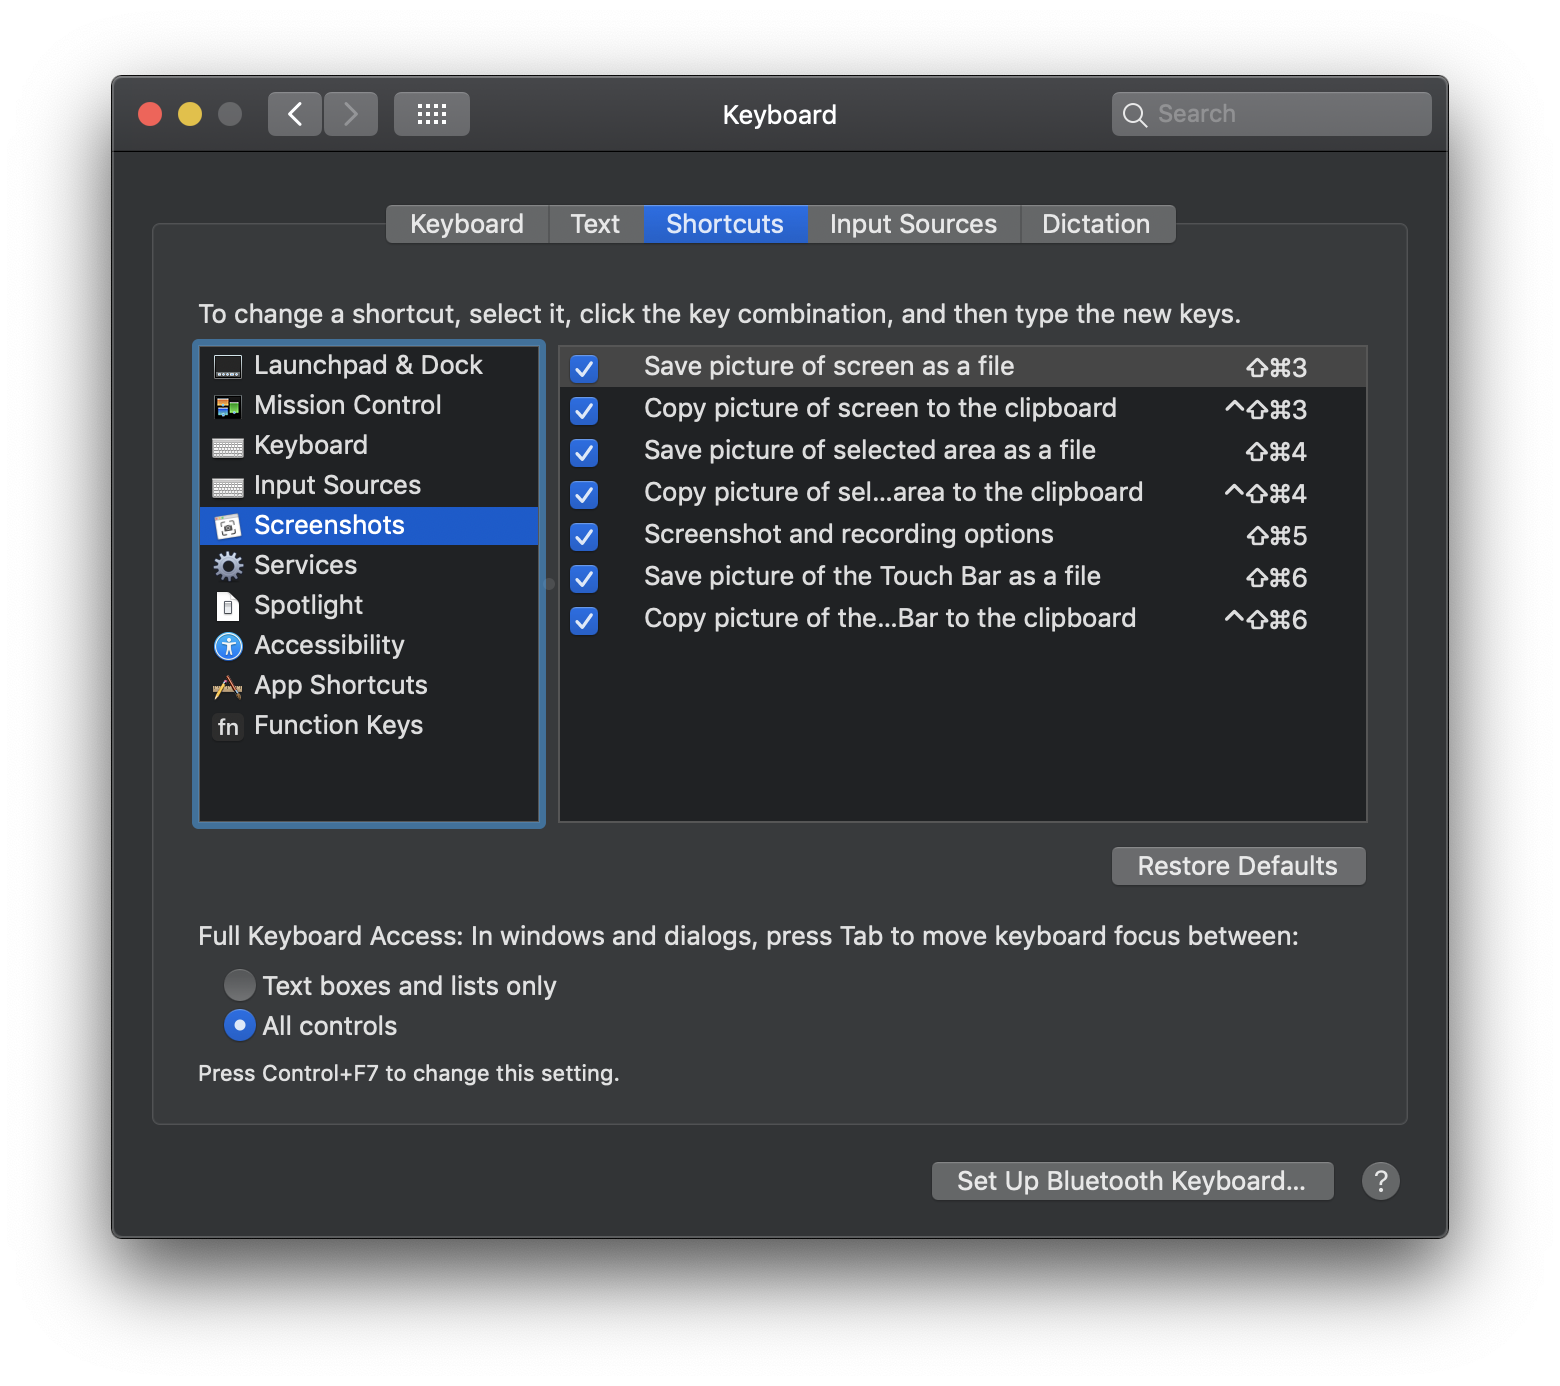 Keyboard
Search
Keyboard Text Shortcuts Input Sources Dictation
To change a shortcut, select it, click the key combination, and then type the new keys.
Launchpad & Dock
Mission Control
Keyboard
Input Sources
Screenshots
Services
Spotlight
Accessibility
App Shortcuts
fn Function Keys
Save picture of screen as a file ⇧⌘3
Copy picture of screen to the clipboard ^⇧⌘3
Save picture of selected area as a file ⇧⌘4
Copy picture of sel...area to the clipboard ^⇧⌘4
Screenshot and recording options ⇧⌘5
Save picture of the Touch Bar as a file ⇧⌘6
Copy picture of the...Bar to the clipboard ^⇧⌘6
Restore Defaults
Full Keyboard Access: In windows and dialogs, press Tab to move keyboard focus between:
Text boxes and lists only
All controls
Press Control+F7 to change this setting.
Set Up Bluetooth Keyboard... ?